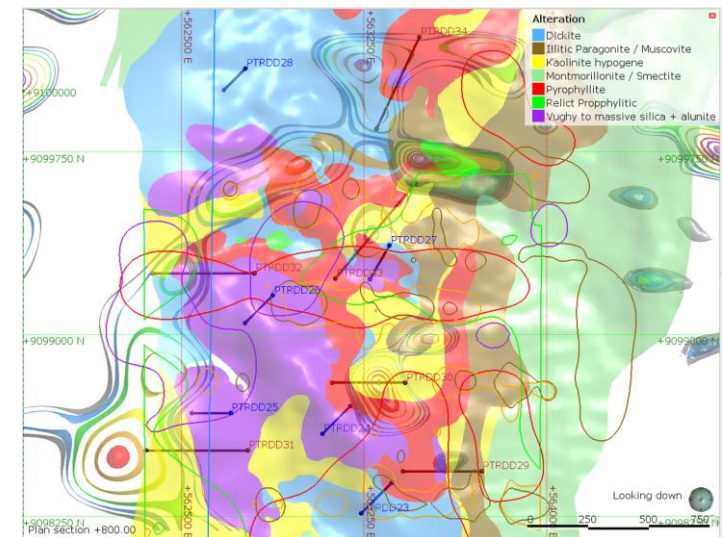 +562500 E
+563250 E
PTRDD34
Alteration
Dickite
Illitic Paragonite / Muscovite
Kaolinite hypogene
Montmorillonite / Smectite
Pyrophyllite
Relict Propphylitic
Vughy to massive silica + alunite
PTRDD28
+9100000
+9099750 N
+9099750 N
PTRDD27
PTRDD32
PTRDD33
PTRDD26
+9099000 N
+9099000 N
PTRDD30
PTRDD25
PTRDD24
PTRDD31
PTRDD29
PTRDD23
+562500 E
Looking down
+9098250 N
Plan section +800.00
0 250 500 750